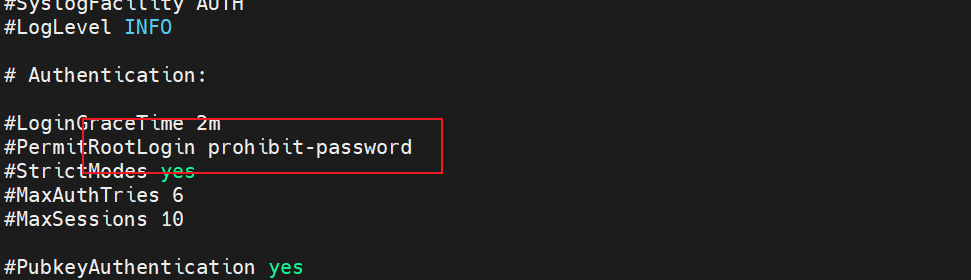 #SyslogFacility AUTH
#LogLevel INFO
# Authentication:
#LoginGraceTime 2m
#PermitRootLogin prohibit-password
#StrictModes yes
#MaxAuthTries 6
#MaxSessions 10
#PubkeyAuthentication yes